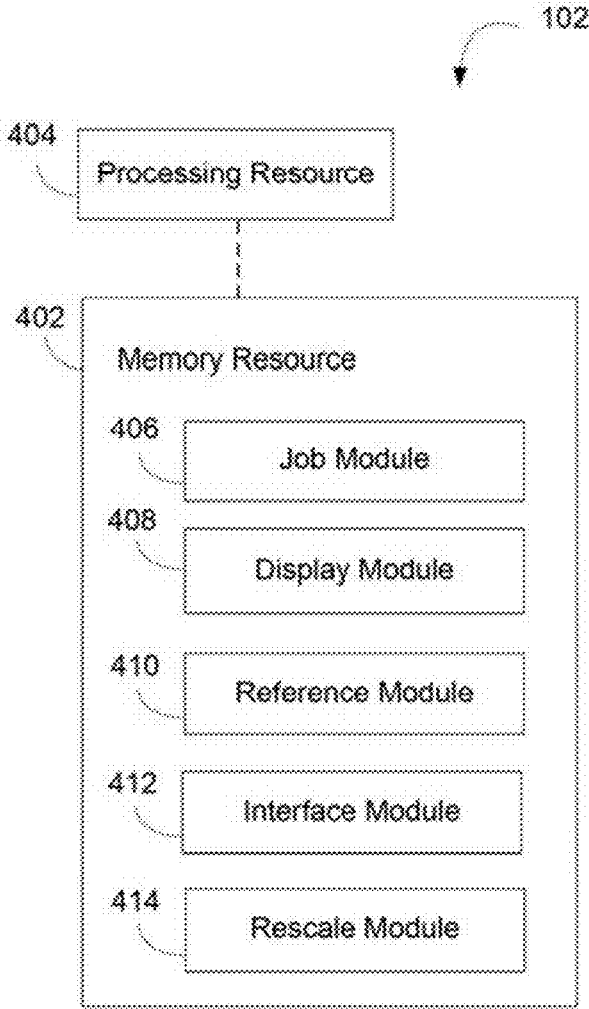 102
404
Processing Resource
402
Memory Resource
406
Job Module
408
Display Module
410
Reference Module
412
Interface Module
414
Rescale Module